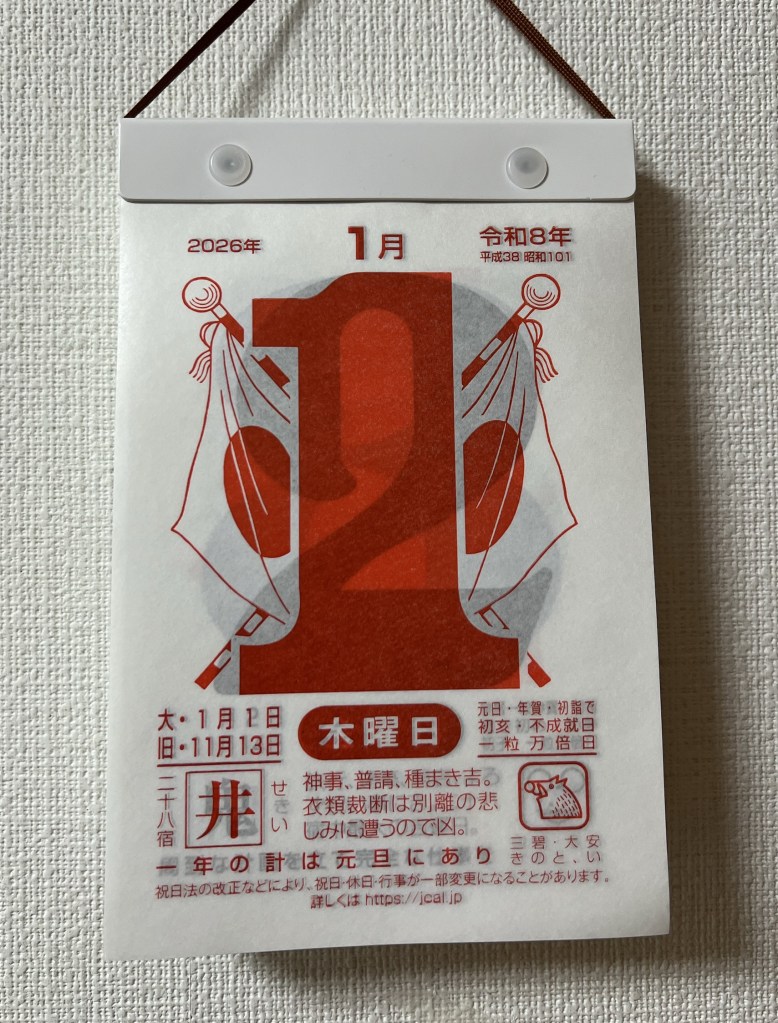 2026年
1月
令和8年
平成38 昭和101
1
大・1月1日
旧・11月13日
木曜日
元日・年賀・初詣で
初亥・不成就日
一粒万倍日
二十八宿
井
せい
神事、普請、種まき吉。
衣類裁断は別離の悲
しみに遭うので凶。
三碧・大安
きのと、い
一年の計は元旦にあり
祝日法の改正などにより、祝日・休日・行事が一部変更になることがあります。
詳しくは https://jcal.jp